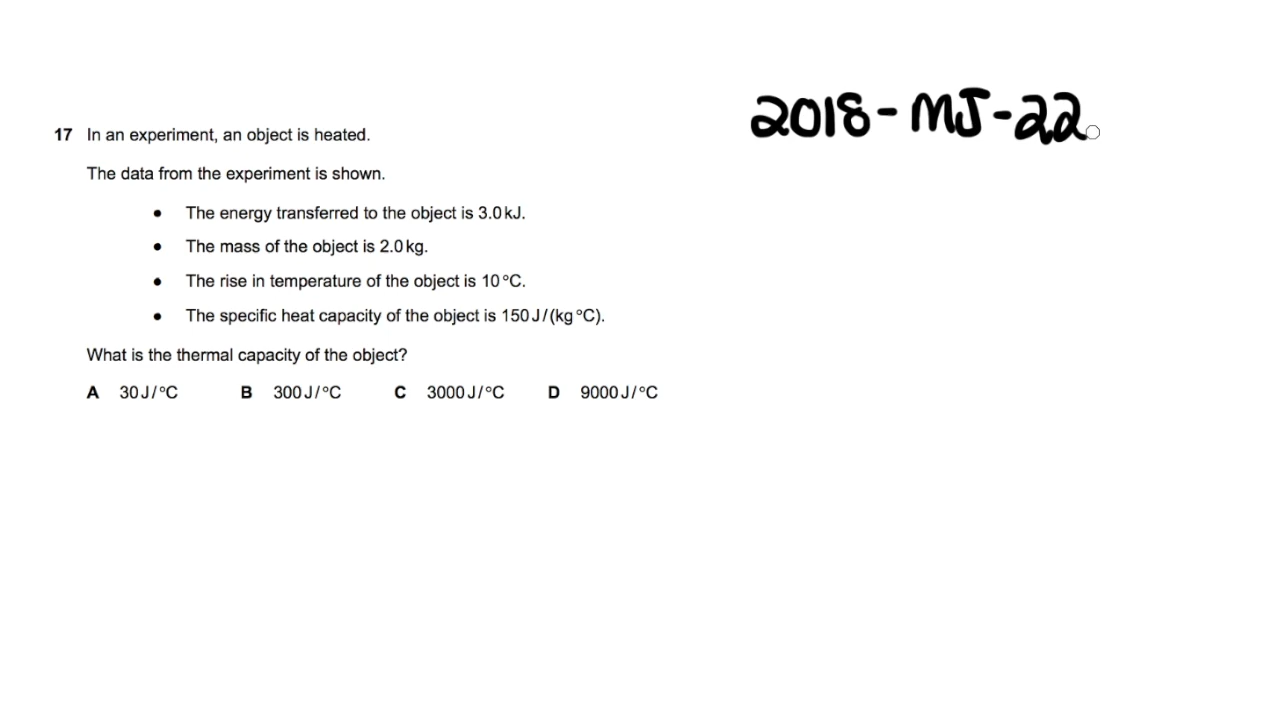 2018-MJ-22
17 In an experiment, an object is heated.
The data from the experiment is shown.
• The energy transferred to the object is 3.0 kJ.
• The mass of the object is 2.0 kg.
• The rise in temperature of the object is 10 °C.
• The specific heat capacity of the object is 150 J/(kg °C).
What is the thermal capacity of the object?
A 30 J/°C B 300 J/°C C 3000 J/°C D 9000 J/°C